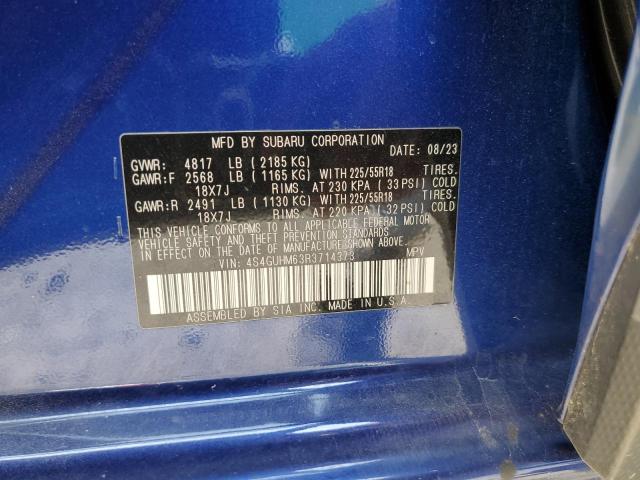 MFD BY SUBARU CORPORATION DATE: 08/23
GVWR: 4817 LB ( 2185 KG)
GAWR:F 2568 LB ( 1165 KG) WITH 225/55R18 TIRES.
18X7J RIMS. AT 230 KPA ( 33 PSI) COLD
GAWR:R 2491 LB ( 1130 KG) WITH 225/55R18 TIRES.
18X7J RIMS. AT 220 KPA ( 32 PSI) COLD
THIS VEHICLE CONFORMS TO ALL APPLICABLE FEDERAL MOTOR
VEHICLE SAFETY AND THEFT PREVENTION STANDARDS
IN EFFECT ON THE DATE OF MANUFACTURE SHOWN ABOVE.
VIN: 4S4GUHM63R3714373 MPV
ASSEMBLED BY SIA INC. MADE IN U.S.A.